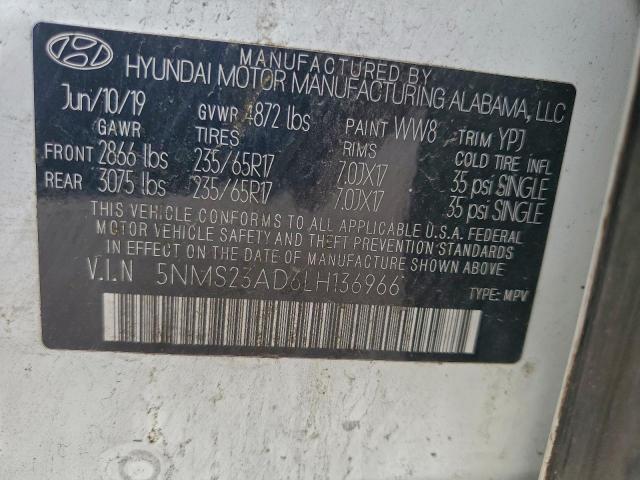 MANUFACTURED BY
HYUNDAI MOTOR MANUFACTURING ALABAMA, LLC
Jun/10/19 GVWR 4872 lbs PAINT WW8 TRIM YPJ
GAWR TIRES RIMS COLD TIRE INFL
FRONT 2866 lbs 235/65R17 7.0JX17 35 psi SINGLE
REAR 3075 lbs 235/65R17 7.0JX17 35 psi SINGLE
THIS VEHICLE CONFORMS TO ALL APPLICABLE U.S.A. FEDERAL
MOTOR VEHICLE SAFETY AND THEFT PREVENTION STANDARDS
IN EFFECT ON THE DATE OF MANUFACTURE SHOWN ABOVE.
V.I.N 5NMS23AD6LH136966 TYPE: MPV